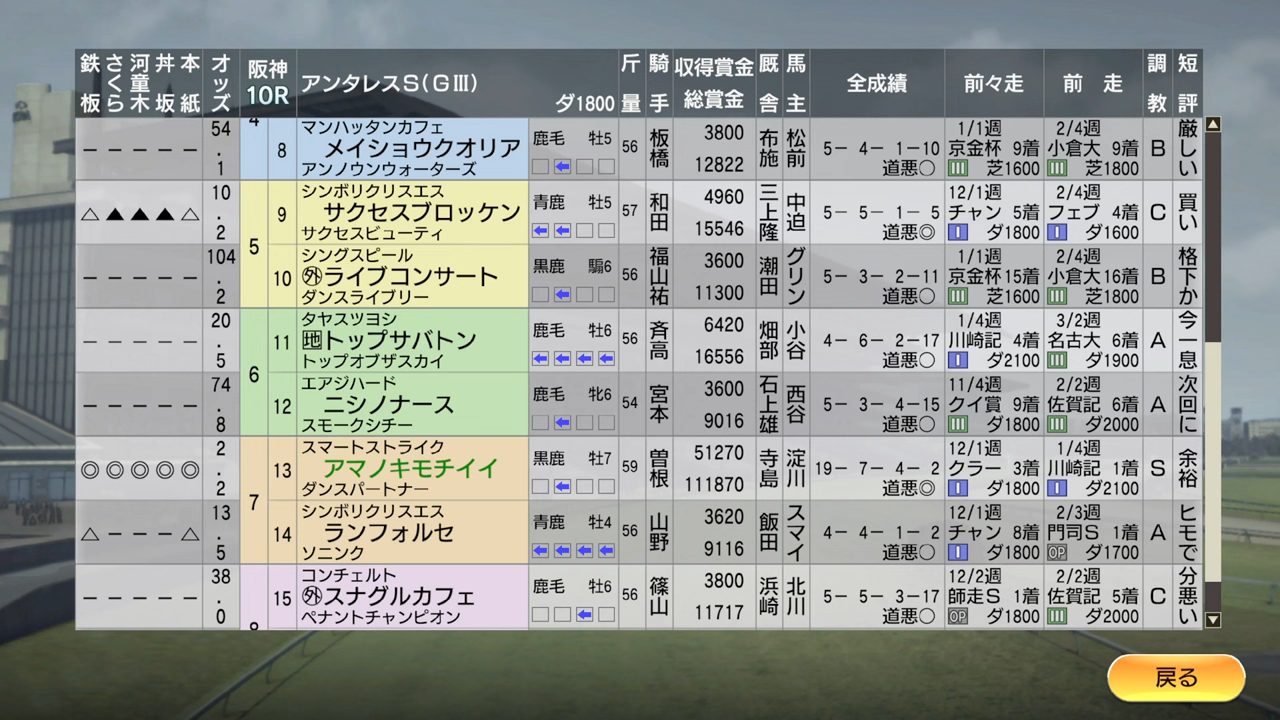 鉄板 さくら 河童木 井坂 本紙 オッズ 阪神 10R アンタレスS(GⅢ) ダ1800 斤量 騎手 収得賞金 総賞金 厩舎 馬主 全成績 前々走 前 走 調教 短評
4 8 マンハッタンカフェ
メイショウクオリア
アンノウンウォーターズ
－ － － － － 54.1 鹿毛 牡5 56 板橋 3800 12822 布施 松前 5－ 4－ 1－10 道悪○
1/1週 京金杯 9着 Ⅲ 芝1600
2/4週 小倉大 9着 Ⅲ 芝1800
B 厳しい
5 9 シンボリクリスエス
サクセスブロッケン
サクセスビューティ
△ ▲ ▲ ▲ △ 10.2 青鹿 牡5 57 和田 4960 15546 三上隆 中迫 5－ 5－ 1－ 5 道悪◎
12/1週 チャン 5着 Ⅰ ダ1800
2/4週 フェブ 4着 Ⅰ ダ1600
C 買い
10 シングスピール
外 ライブコンサート
ダンスライブリー
－ － － － － 104.2 黒鹿 騸6 56 福山祐 3600 11300 潮田 グリン 5－ 3－ 2－11 道悪○
1/1週 京金杯15着 Ⅲ 芝1600
2/4週 小倉大16着 Ⅲ 芝1800
B 格下か
6 11 タヤスツヨシ
地 トップサバトン
トップオブザスカイ
－ － － － － 20.5 鹿毛 牡6 56 斉高 6420 16556 畑部 小谷 4－ 6－ 2－17 道悪○
1/4週 川崎記 4着 Ⅰ ダ2100
3/2週 名古大 6着 Ⅲ ダ1900
A 今一息
12 エアジハード
ニシノナース
スモークシチー
－ － － － － 74.8 鹿毛 牝6 54 宮本 3600 9016 石上雄 西谷 5－ 3－ 4－15 道悪○
11/4週 クイ賞 9着 Ⅲ ダ1800
2/2週 佐賀記 6着 Ⅲ ダ2000
A 次回に
7 13 スマートストライク
アマノキモチイイ
ダンスパートナー
◎ ◎ ◎ ◎ ◎ 2.2 黒鹿 牡7 59 曽根 51270 111870 寺島 淀川 19－ 7－ 4－ 2 道悪◎
12/1週 クラー 3着 Ⅰ ダ1800
1/4週 川崎記 1着 Ⅰ ダ2100
S 余裕
14 シンボリクリスエス
ランフォルセ
ソニンク
△ － － － △ 13.5 青鹿 牡4 56 山野 3620 9116 飯田 スマイ 4－ 4－ 1－ 2 道悪○
12/1週 チャン 8着 Ⅰ ダ1800
2/3週 門司S 1着 OP ダ1700
A ヒモで
8 15 コンチェルト
外 スナグルカフェ
ペナントチャンピオン
－ － － － － 38.0 鹿毛 牡6 56 篠山 3800 11717 浜崎 北川 5－ 5－ 3－17 道悪○
12/2週 師走S 1着 OP ダ1800
2/2週 佐賀記 5着 Ⅲ ダ2000
C 分悪い
戻る